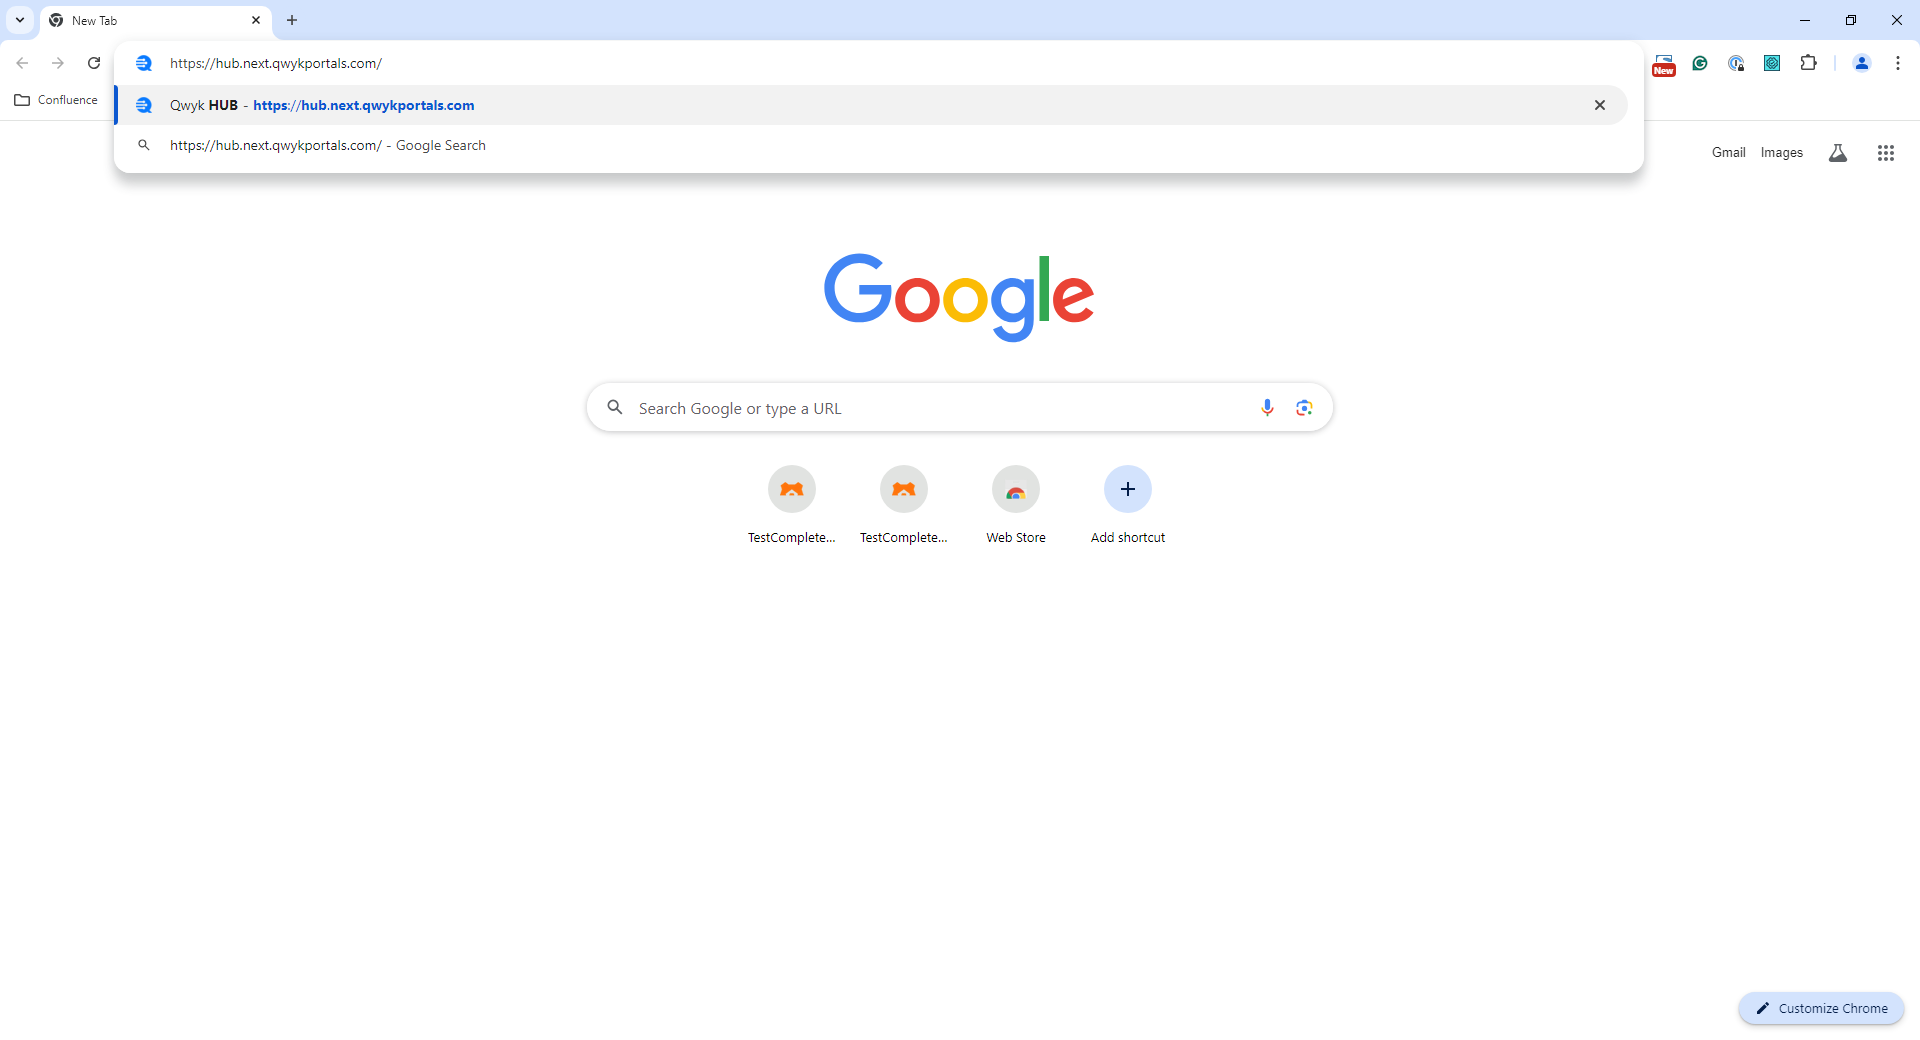 New Tab
https://hub.next.qwykportals.com/
New
Confluence
Qwyk HUB - https://hub.next.qwykportals.com
https://hub.next.qwykportals.com/ - Google Search
Gmail Images
Google
Search Google or type a URL
TestComplete... TestComplete... Web Store Add shortcut
Customize Chrome